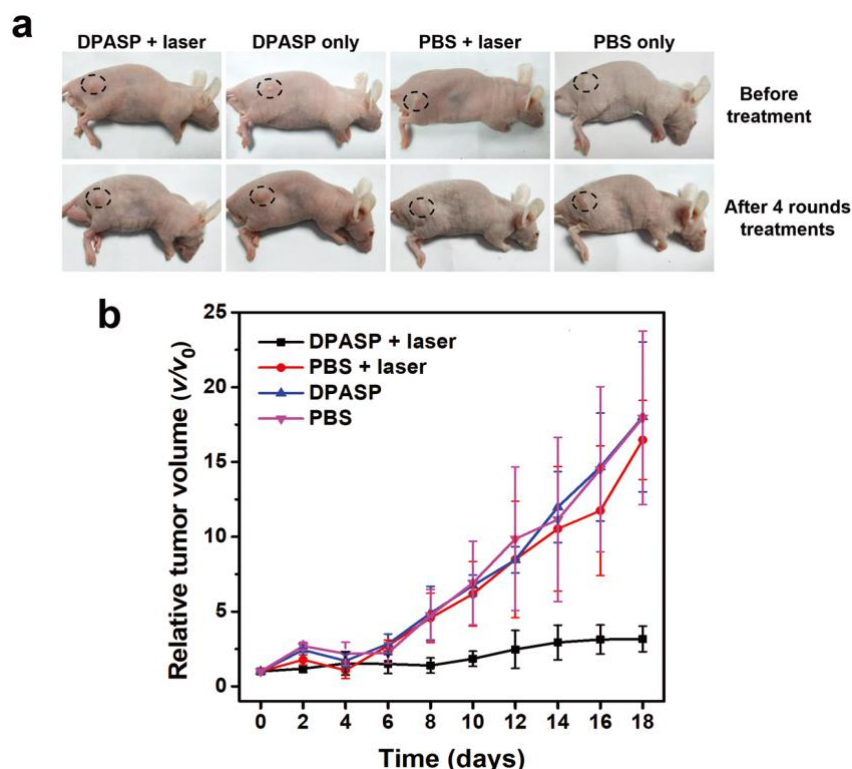 a
DPASP + laser DPASP only PBS + laser PBS only
Before
treatment
After 4 rounds
treatments
b
Relative tumor volume (v/v0)
25
20
15
10
5
0
DPASP + laser
PBS + laser
DPASP
PBS
0 2 4 6 8 10 12 14 16 18
Time (days)